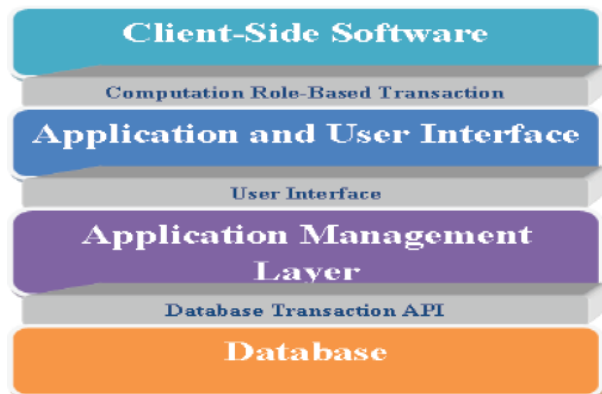 Client-Side Software
Computation Role-Based Transaction
Application and User Interface
User Interface
Application Management
Layer
Database Transaction API
Database